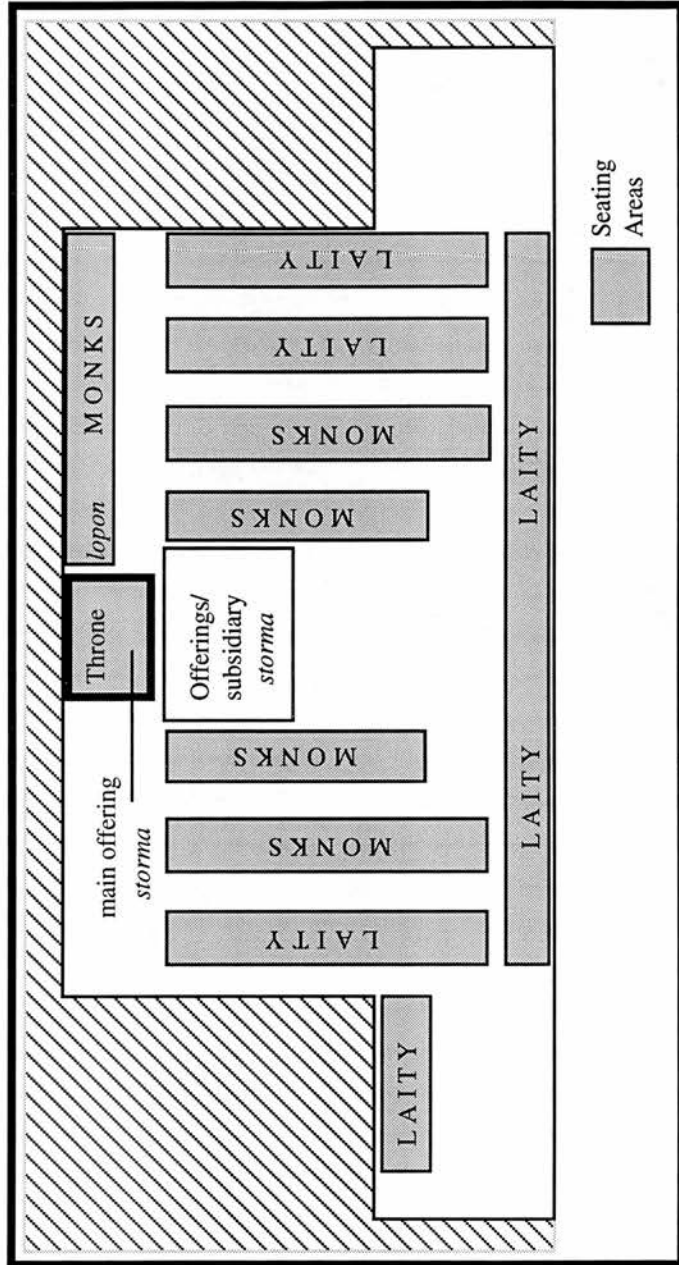 Throne
lopon MONKS
main offering
storma
Offerings/
subsidiary
storma
LAITY
MONKS
MONKS
MONKS
MONKS
LAITY
LAITY
LAITY
LAITY LAITY
Seating
Areas